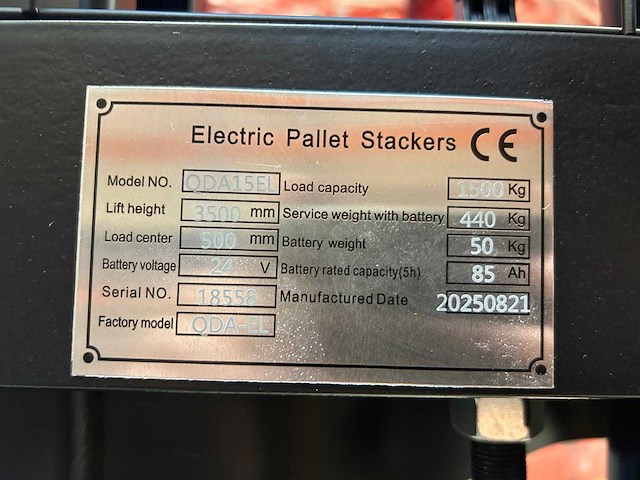 Electric Pallet Stackers CE
Model NO. QDA15EL Load capacity 1500 Kg
Lift height 3500 mm Service weight with battery 440 Kg
Load center 500 mm Battery weight 50 Kg
Battery voltage 24 V Battery rated capacity(5h) 85 Ah
Serial NO. 18558 Manufactured Date 20250821
Factory model QDA-EL